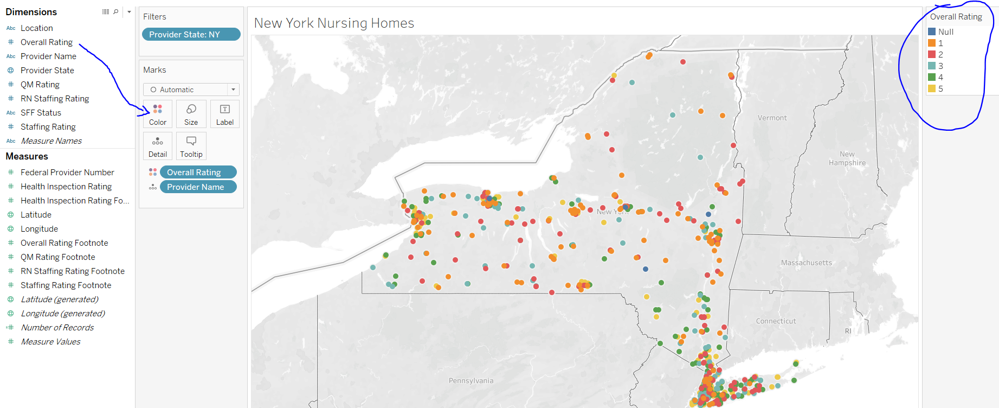 Dimensions
Abc Location
# Overall Rating
Abc Provider Name
Provider State
# QM Rating
# RN Staffing Rating
Abc SFF Status
# Staffing Rating
Abc Measure Names
Measures
# Federal Provider Number
# Health Inspection Rating
# Health Inspection Rating Fo...
Latitude
Longitude
# Overall Rating Footnote
# QM Rating Footnote
# RN Staffing Rating Footnote
# Staffing Rating Footnote
Latitude (generated)
Longitude (generated)
=# Number of Records
# Measure Values
Filters
Provider State: NY
Marks
Automatic
Color
Size
T
Label
Detail
Tooltip
Overall Rating
Provider Name
New York Nursing Homes
Vermont
New
Hampshire
New York
Massachusetts
Connecticut
RI
Pennsylvania
Overall Rating
Null
1
2
3
4
5